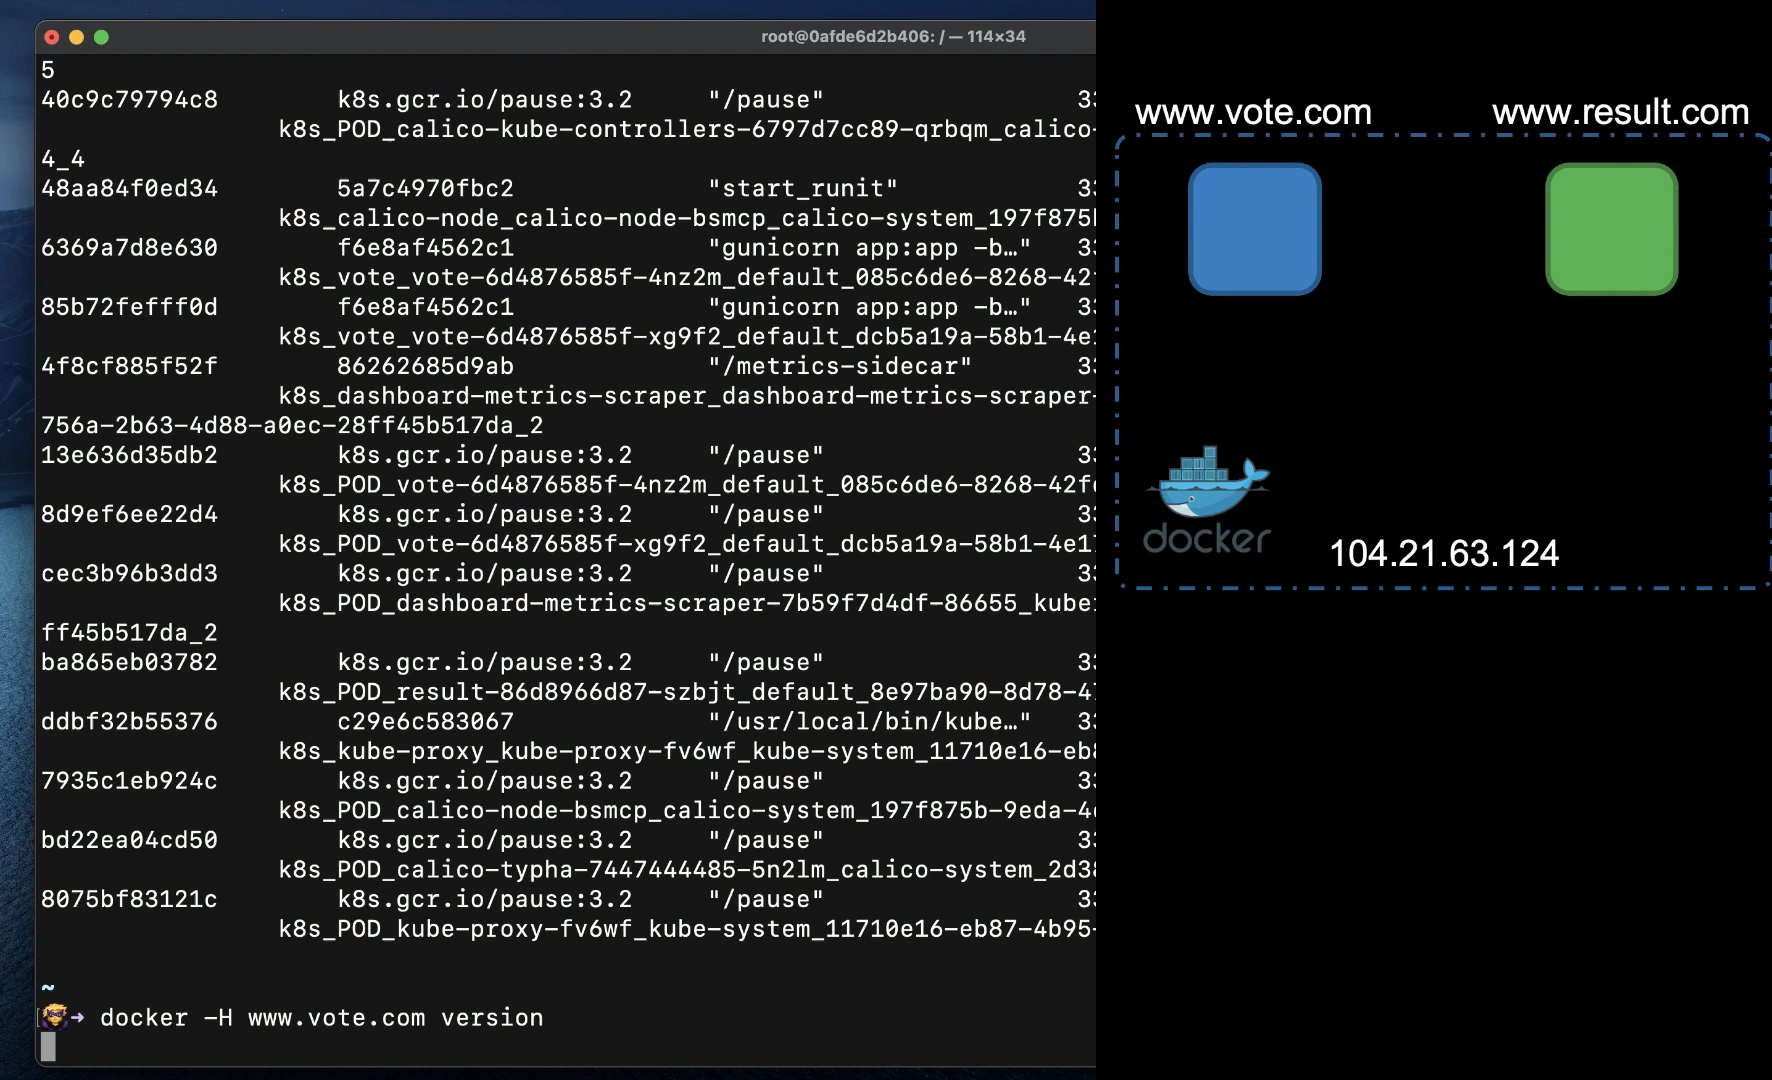 root@0afde6d2b406: / — 114×34
5
40c9c79794c8 k8s.gcr.io/pause:3.2 "/pause"
k8s_POD_calico-kube-controllers-6797d7cc89-qrbqm_calico-
4_4
48aa84f0ed34 5a7c4970fbc2 "start_runit"
k8s_calico-node_calico-node-bsmcp_calico-system_197f875
6369a7d8e630 f6e8af4562c1 "gunicorn app:app -b…"
k8s_vote_vote-6d4876585f-4nz2m_default_085c6de6-8268-42
85b72fefff0d f6e8af4562c1 "gunicorn app:app -b…"
k8s_vote_vote-6d4876585f-xg9f2_default_dcb5a19a-58b1-4e
4f8cf885f52f 86262685d9ab "/metrics-sidecar"
k8s_dashboard-metrics-scraper_dashboard-metrics-scraper-
756a-2b63-4d88-a0ec-28ff45b517da_2
13e636d35db2 k8s.gcr.io/pause:3.2 "/pause"
k8s_POD_vote-6d4876585f-4nz2m_default_085c6de6-8268-42f
8d9ef6ee22d4 k8s.gcr.io/pause:3.2 "/pause"
k8s_POD_vote-6d4876585f-xg9f2_default_dcb5a19a-58b1-4e1
cec3b96b3dd3 k8s.gcr.io/pause:3.2 "/pause"
k8s_POD_dashboard-metrics-scraper-7b59f7d4df-86655_kube
ff45b517da_2
ba865eb03782 k8s.gcr.io/pause:3.2 "/pause"
k8s_POD_result-86d8966d87-szbjt_default_8e97ba90-8d78-4
ddbf32b55376 c29e6c583067 "/usr/local/bin/kube…"
k8s_kube-proxy_kube-proxy-fv6wf_kube-system_11710e16-eb
7935c1eb924c k8s.gcr.io/pause:3.2 "/pause"
k8s_POD_calico-node-bsmcp_calico-system_197f875b-9eda-4
bd22ea04cd50 k8s.gcr.io/pause:3.2 "/pause"
k8s_POD_calico-typha-7447444485-5n2lm_calico-system_2d3
8075bf83121c k8s.gcr.io/pause:3.2 "/pause"
k8s_POD_kube-proxy-fv6wf_kube-system_11710e16-eb87-4b95-
~
➜ docker -H www.vote.com version
www.vote.com
www.result.com
docker
104.21.63.124